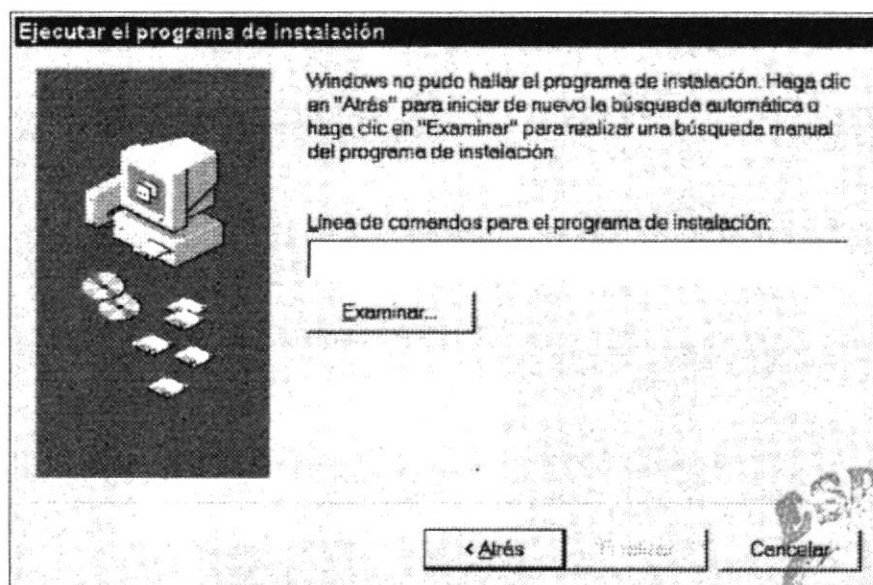 Ejecutar el programa de instalación
Windows no pudo hallar el programa de instalación. Haga clic
en "Atrás" para iniciar de nuevo la búsqueda automática o
haga clic en "Examinar" para realizar una búsqueda manual
del programa de instalación.
Línea de comandos para el programa de instalación:
Examinar...
< Atrás Finalizar Cancelar